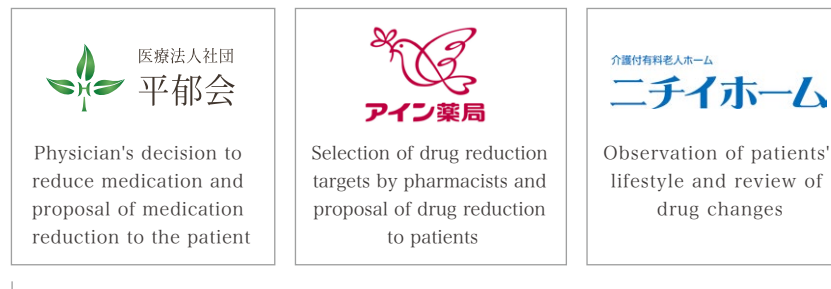 医療法人社団
平郁会
Physician's decision to
reduce medication and
proposal of medication
reduction to the patient
アイン薬局
Selection of drug reduction
targets by pharmacists and
proposal of drug reduction
to patients
介護付有料老人ホーム
ニチイホーム
Observation of patients'
lifestyle and review of
drug changes